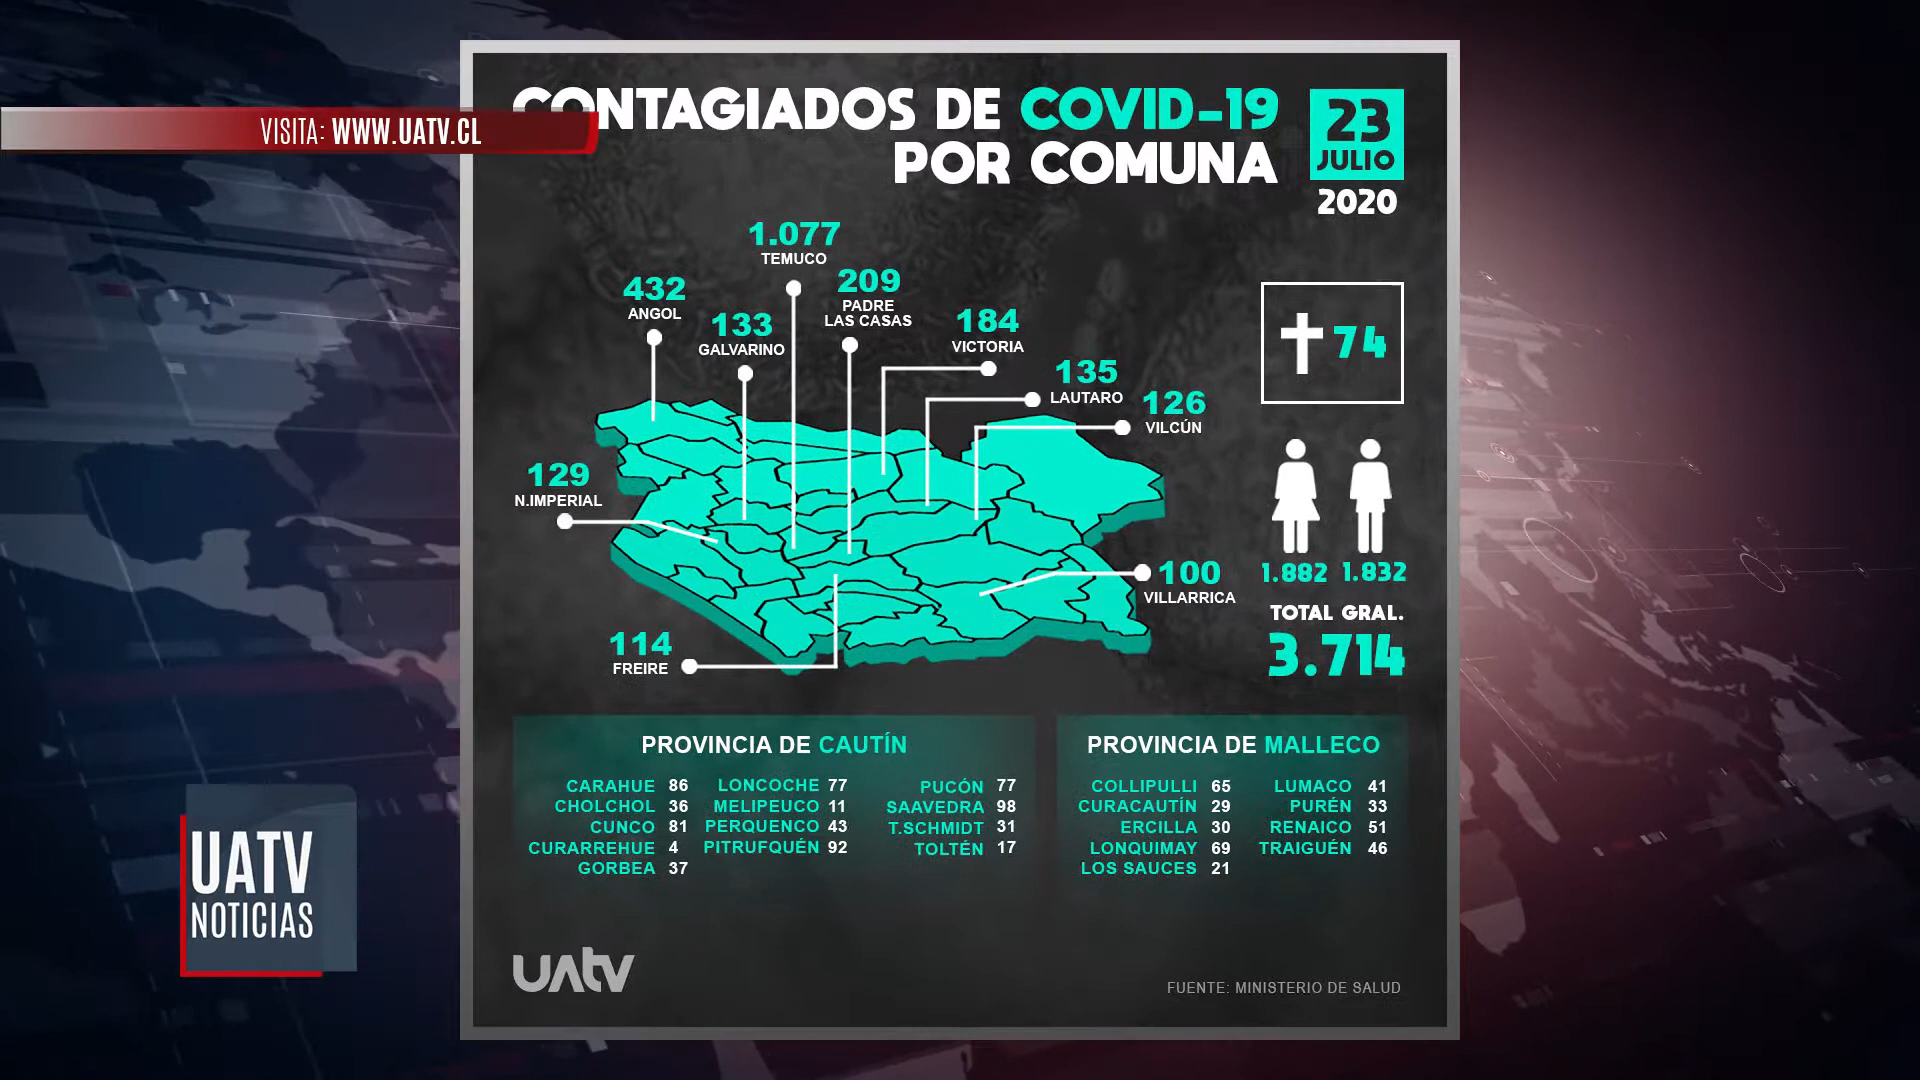 VISITA: WWW.UATV.CL
CONTAGIADOS DE COVID-19
POR COMUNA
23
JULIO
2020
1.077
TEMUCO
432
ANGOL
133
GALVARINO
209
PADRE
LAS CASAS
184
VICTORIA
135
LAUTARO
126
VILCÚN
129
N.IMPERIAL
100
VILLARRICA
114
FREIRE
74
1.882 1.832
TOTAL GRAL.
3.714
PROVINCIA DE CAUTÍN
CARAHUE 86
CHOLCHOL 36
CUNCO 81
CURARREHUE 4
GORBEA 37
LONCOCHE 77
MELIPEUCO 11
PERQUENCO 43
PITRUFQUÉN 92
PUCÓN 77
SAAVEDRA 98
T.SCHMIDT 31
TOLTÉN 17
PROVINCIA DE MALLECO
COLLIPULLI 65
CURACAUTÍN 29
ERCILLA 30
LONQUIMAY 69
LOS SAUCES 21
LUMACO 41
PURÉN 33
RENAICO 51
TRAIGUÉN 46
UATV
NOTICIAS
UATV
FUENTE: MINISTERIO DE SALUD